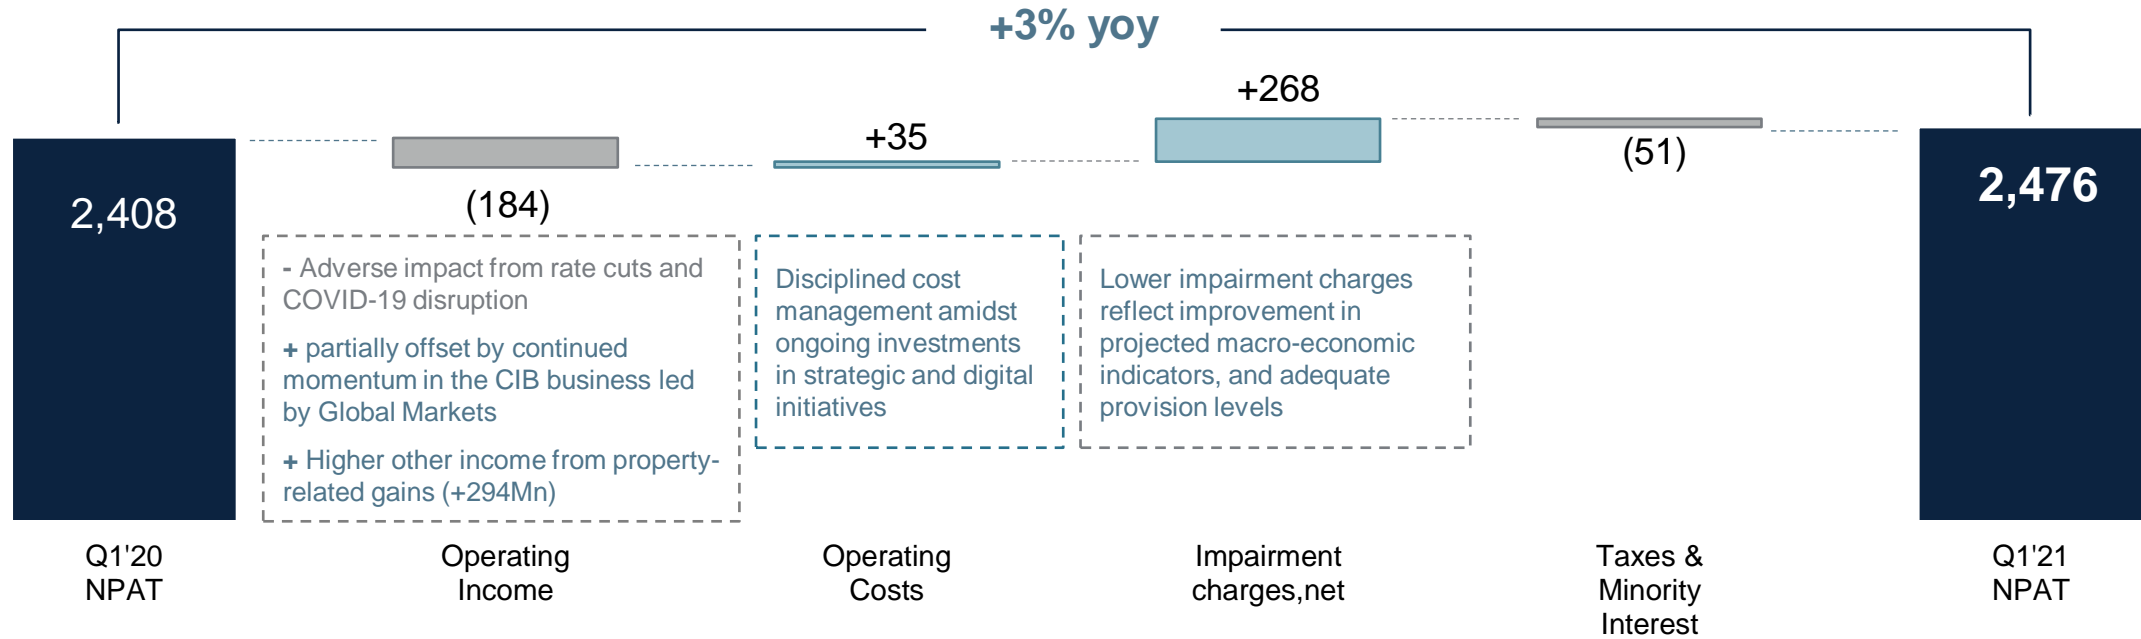 +3% yoy
2,408
(184)
+35
+268
(51)
2,476
- Adverse impact from rate cuts and
COVID-19 disruption
+ partially offset by continued
momentum in the CIB business led
by Global Markets
+ Higher other income from property-
related gains (+294Mn)
Disciplined cost
management amidst
ongoing investments
in strategic and digital
initiatives
Lower impairment charges
reflect improvement in
projected macro-economic
indicators, and adequate
provision levels
Q1'20
NPAT
Operating
Income
Operating
Costs
Impairment
charges,net
Taxes &
Minority
Interest
Q1'21
NPAT